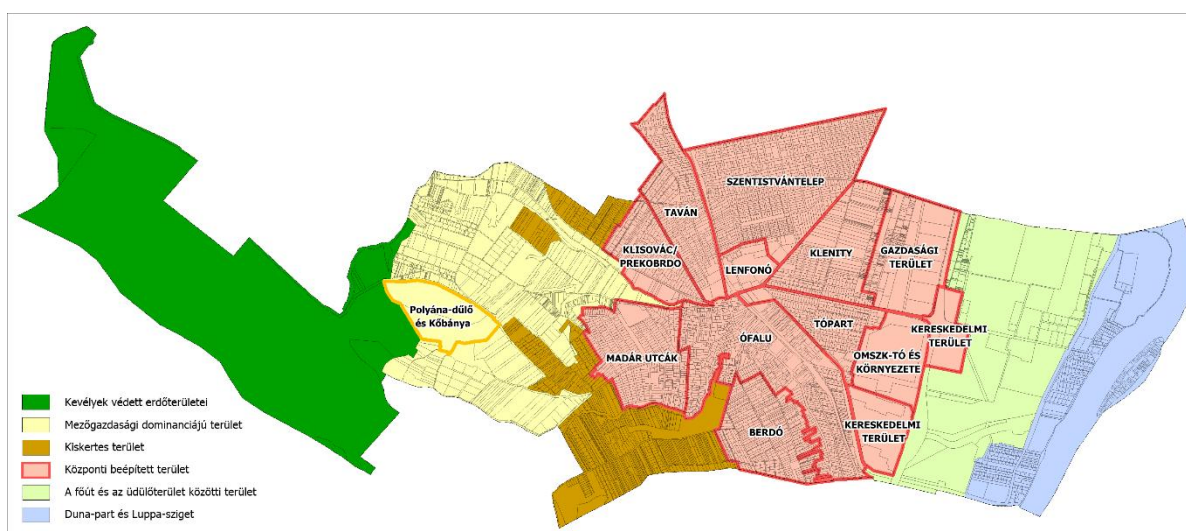 SZENTISTVÁNTELEP
TAVÁN
KLISOVÁC/
PREKOBRDO
LENFONÓ
KLENITY
GAZDASÁGI
TERÜLET
Polyána-dűlő
és Kőbánya
MADÁR UTCÁK
ÓFALU
TÓPART
KERESKEDELMI
TERÜLET
OMSZK-TÓ ÉS
KÖRNYEZETE
BERDÓ
KERESKEDELMI
TERÜLET
Kevélyek védett erdőterületei
Mezőgazdasági dominanciájú terület
Kiskertes terület
Központi beépített terület
A főút és az üdülőterület közötti terület
Duna-part és Luppa-sziget